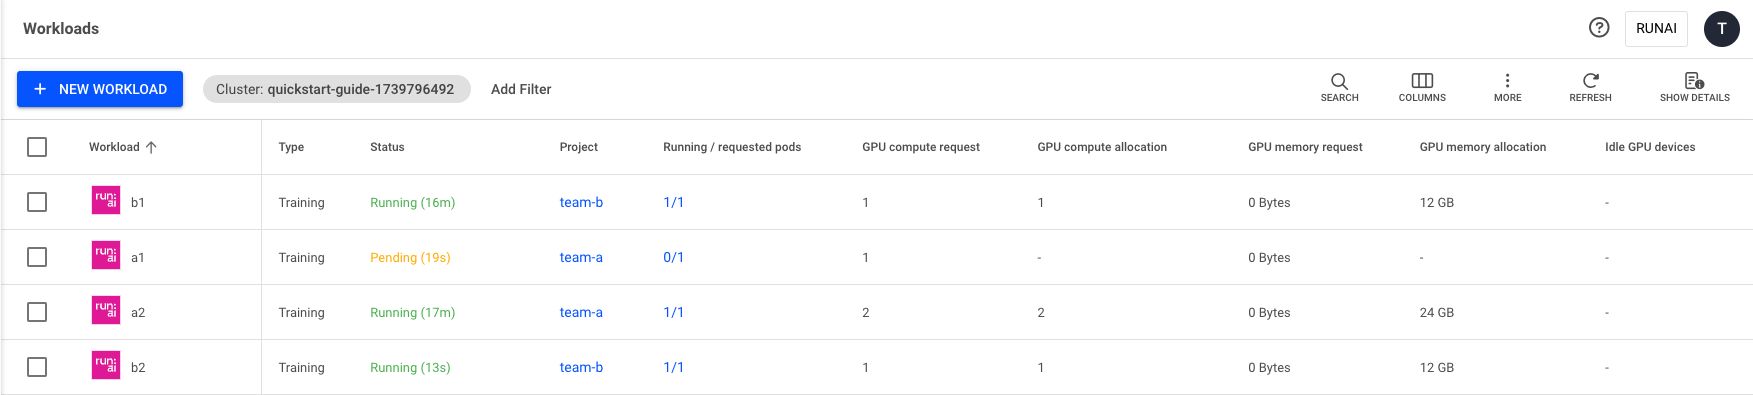 Workloads
RUNAI T
+ NEW WORKLOAD Cluster: quickstart-guide-1739796492 Add Filter SEARCH COLUMNS MORE REFRESH SHOW DETAILS
Workload Type Status Project Running / requested pods GPU compute request GPU compute allocation GPU memory request GPU memory allocation Idle GPU devices
run: ai b1 Training Running (16m) team-b 1/1 1 1 0 Bytes 12 GB -
run: ai a1 Training Pending (19s) team-a 0/1 1 - 0 Bytes - -
run: ai a2 Training Running (17m) team-a 1/1 2 2 0 Bytes 24 GB -
run: ai b2 Training Running (13s) team-b 1/1 1 1 0 Bytes 12 GB -